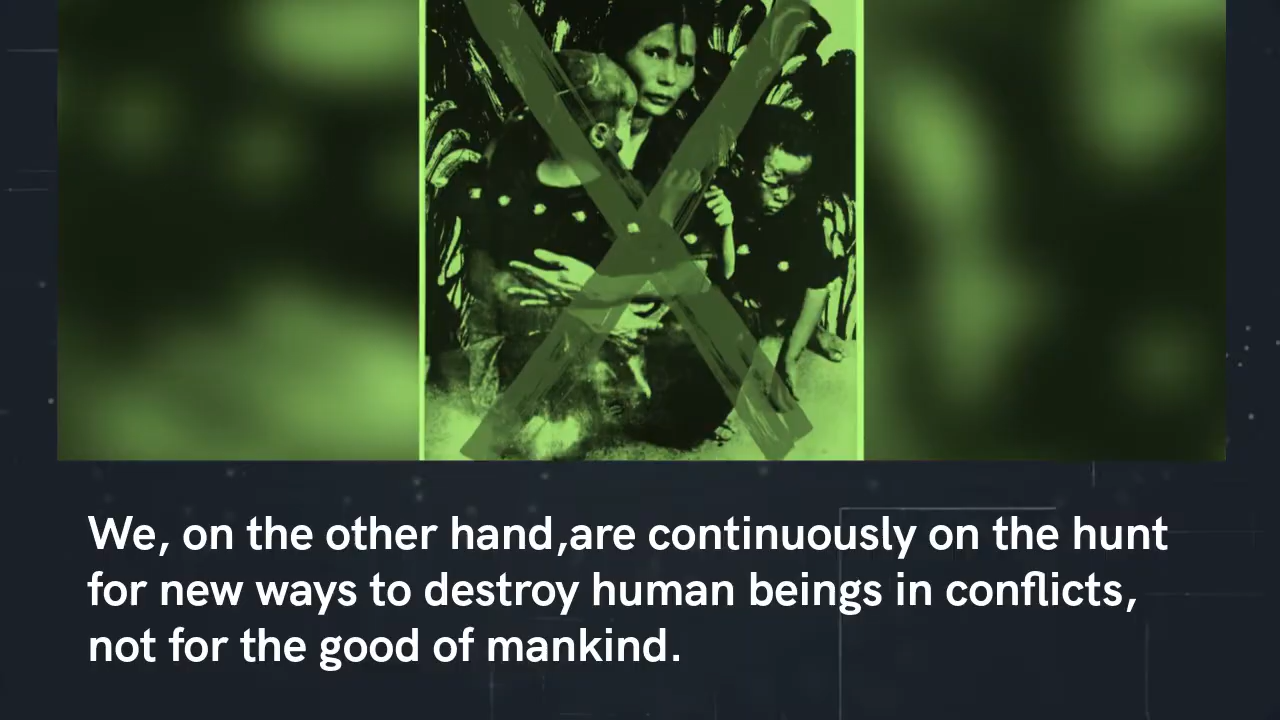 We, on the other hand,are continuously on the hunt
for new ways to destroy human beings in conflicts,
not for the good of mankind.